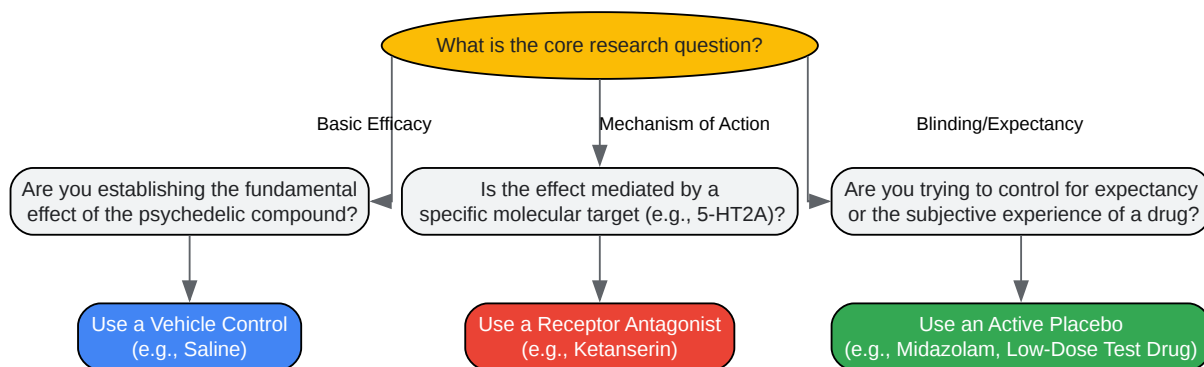 What is the core research question?
Basic Efficacy
Mechanism of Action
Blinding/Expectancy
Are you establishing the fundamental
effect of the psychedelic compound?
Is the effect mediated by a
specific molecular target (e.g., 5-HT2A)?
Are you trying to control for expectancy
or the subjective experience of a drug?
Use a Vehicle Control
(e.g., Saline)
Use a Receptor Antagonist
(e.g., Ketanserin)
Use an Active Placebo
(e.g., Midazolam, Low-Dose Test Drug)